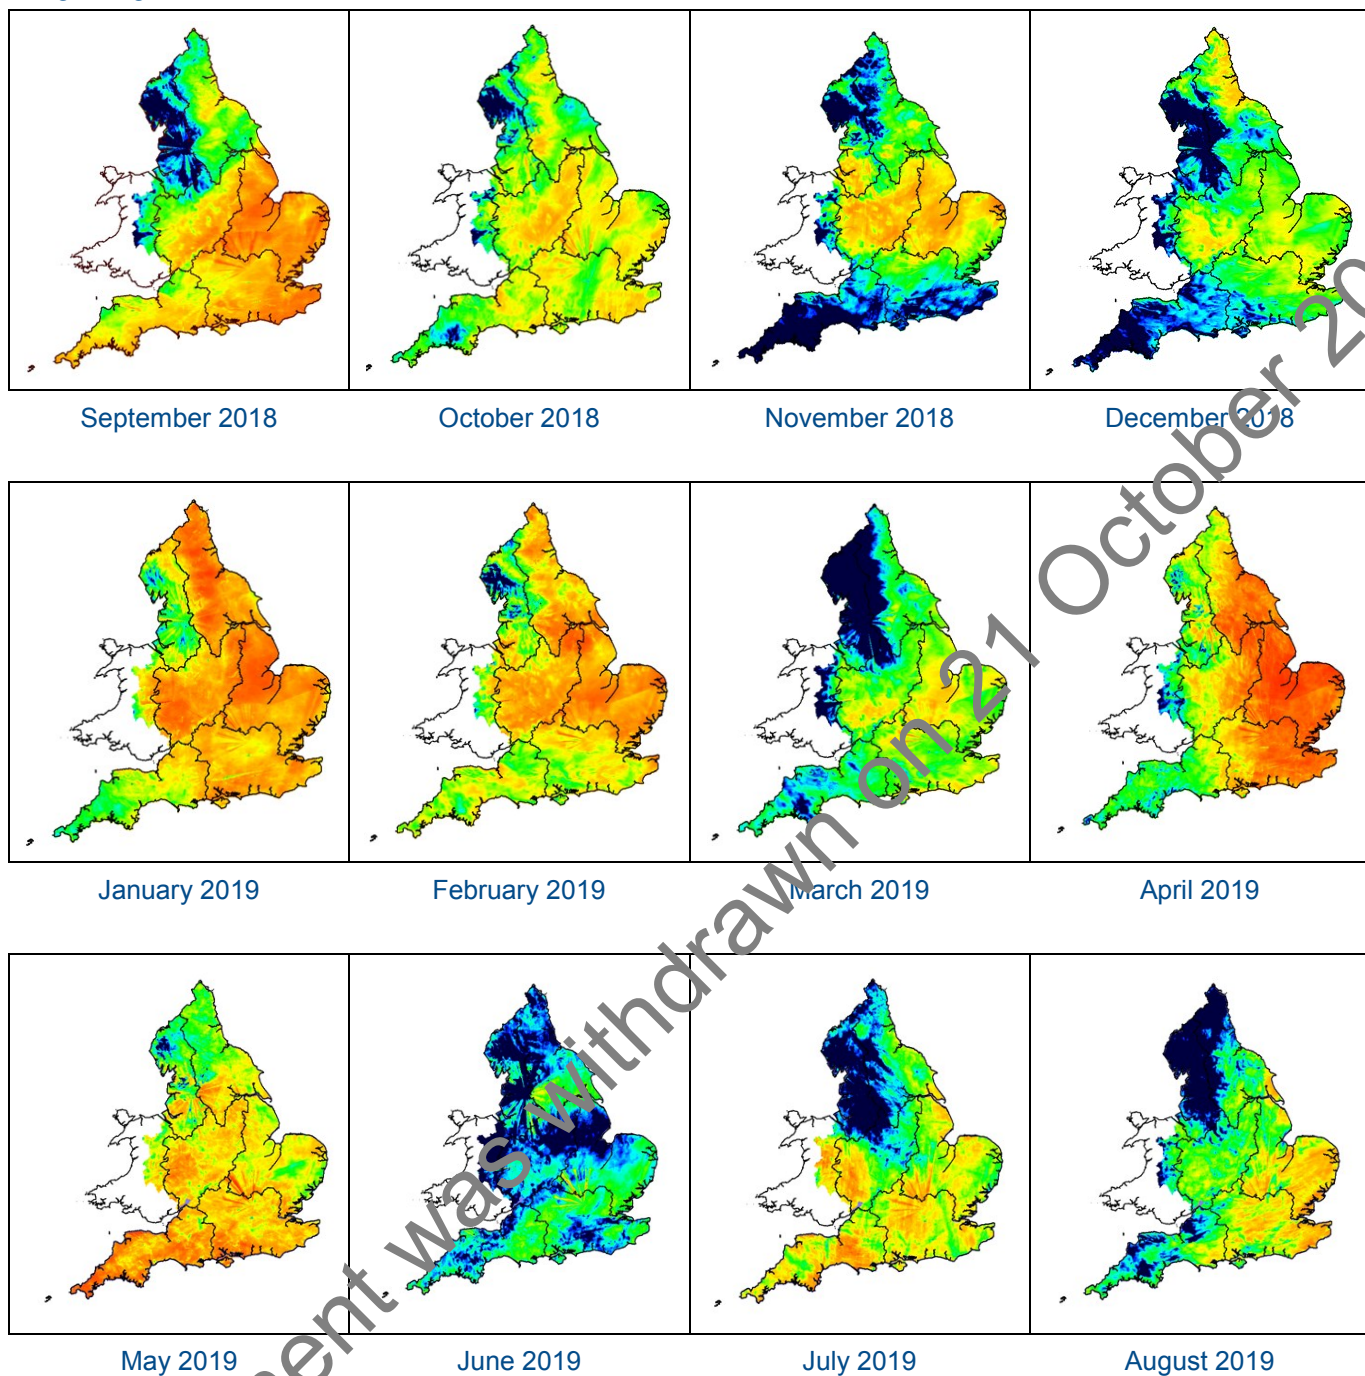 September 2018
October 2018
November 2018
December 2018
January 2019
February 2019
March 2019
April 2019
May 2019
June 2019
July 2019
August 2019
was withdrawn on 21 October